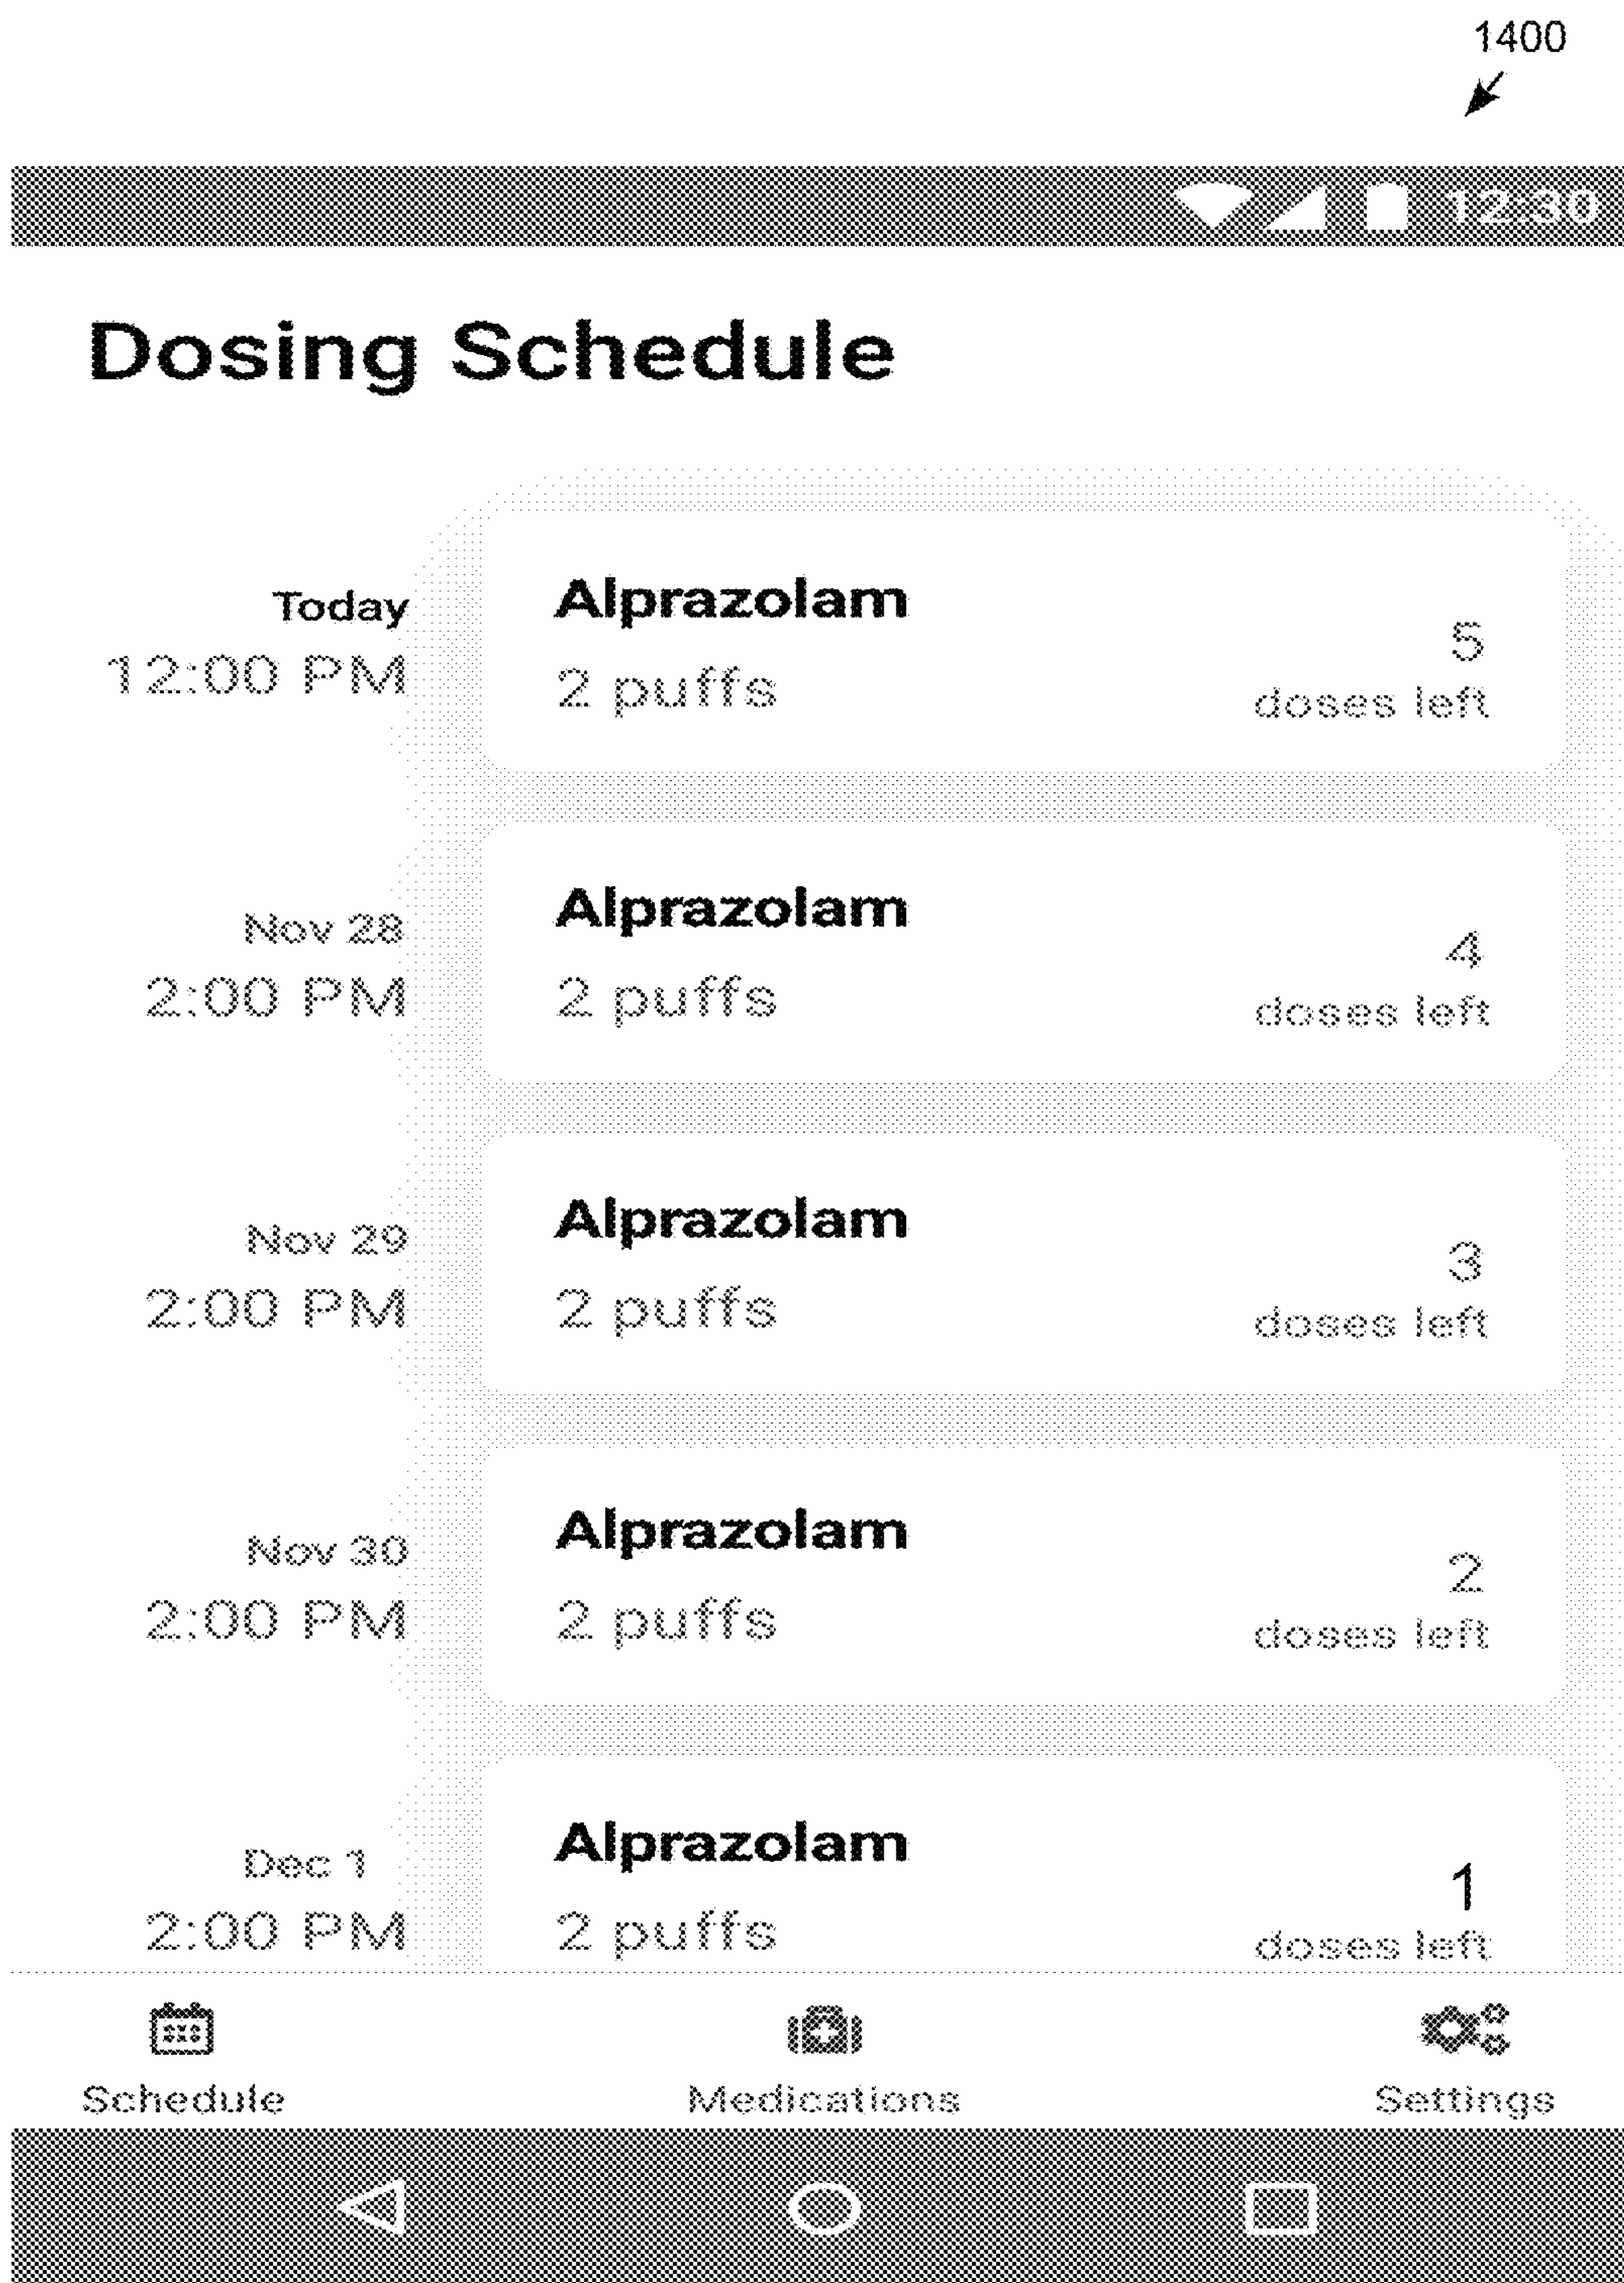 1400
12:30
Dosing Schedule
Today
12:00 PM
Alprazolam
2 puffs
5
doses left
Nov 28
2:00 PM
Alprazolam
2 puffs
4
doses left
Nov 29
2:00 PM
Alprazolam
2 puffs
3
doses left
Nov 30
2:00 PM
Alprazolam
2 puffs
2
doses left
Dec 1
2:00 PM
Alprazolam
2 puffs
1
doses left
Schedule
Medications
Settings